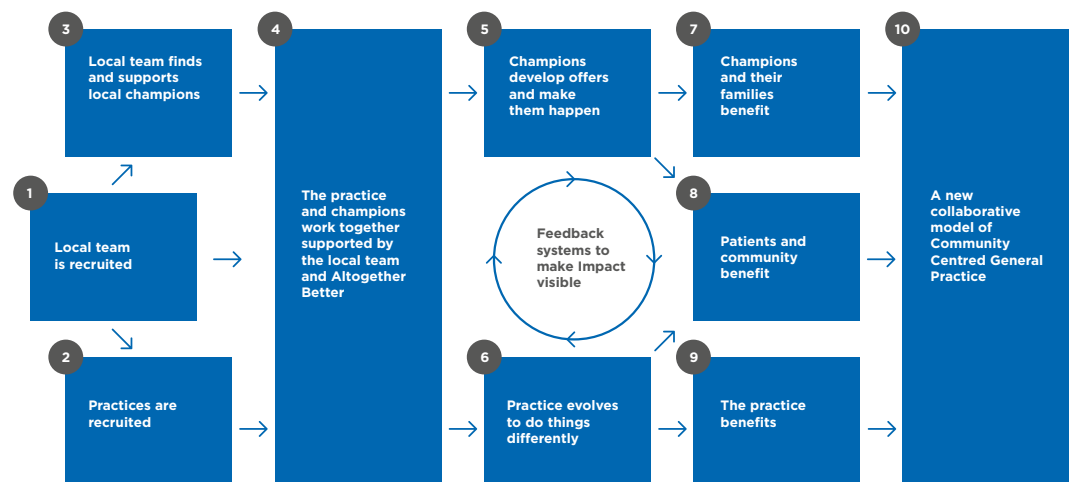 1
Local team
is recruited
2
Practices are
recruited
3
Local team finds
and supports
local champions
4
The practice
and champions
work together
supported by
the local team
and Altogether
Better
5
Champions
develop offers
and make
them happen
Feedback
systems to
make Impact
visible
6
Practice evolves
to do things
differently
7
Champions
and their
families
benefit
8
Patients and
community
benefit
9
The practice
benefits
10
A new
collaborative
model of
Community
Centred General
Practice